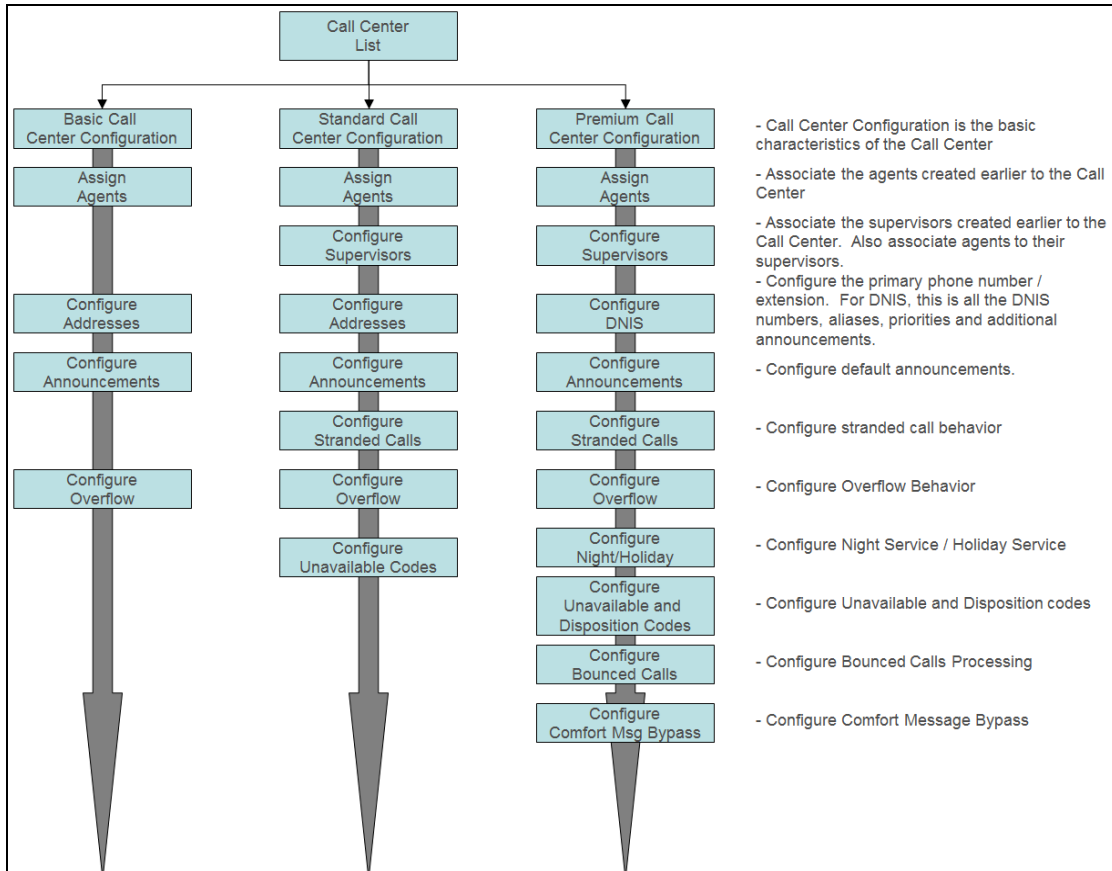 Call Center
List
Basic Call
Center Configuration
Standard Call
Center Configuration
Premium Call
Center Configuration
- Call Center Configuration is the basic
characteristics of the Call Center
Assign
Agents
Assign
Agents
Assign
Agents
- Associate the agents created earlier to the Call
Center
Configure
Supervisors
Configure
Supervisors
- Associate the supervisors created earlier to the
Call Center.  Also associate agents to their
supervisors.
Configure
Addresses
Configure
Addresses
Configure
DNIS
- Configure the primary phone number /
extension.  For DNIS, this is all the DNIS
numbers, aliases, priorities and additional
announcements.
Configure
Announcements
Configure
Announcements
Configure
Announcements
- Configure default announcements.
Configure
Stranded Calls
Configure
Stranded Calls
- Configure stranded call behavior
Configure
Overflow
Configure
Overflow
Configure
Overflow
- Configure Overflow Behavior
Configure
Night/Holiday
- Configure Night Service / Holiday Service
Configure
Unavailable Codes
Configure
Unavailable and
Disposition Codes
- Configure Unavailable and Disposition codes
Configure
Bounced Calls
- Configure Bounced Calls Processing
Configure
Comfort Msg Bypass
- Configure Comfort Message Bypass